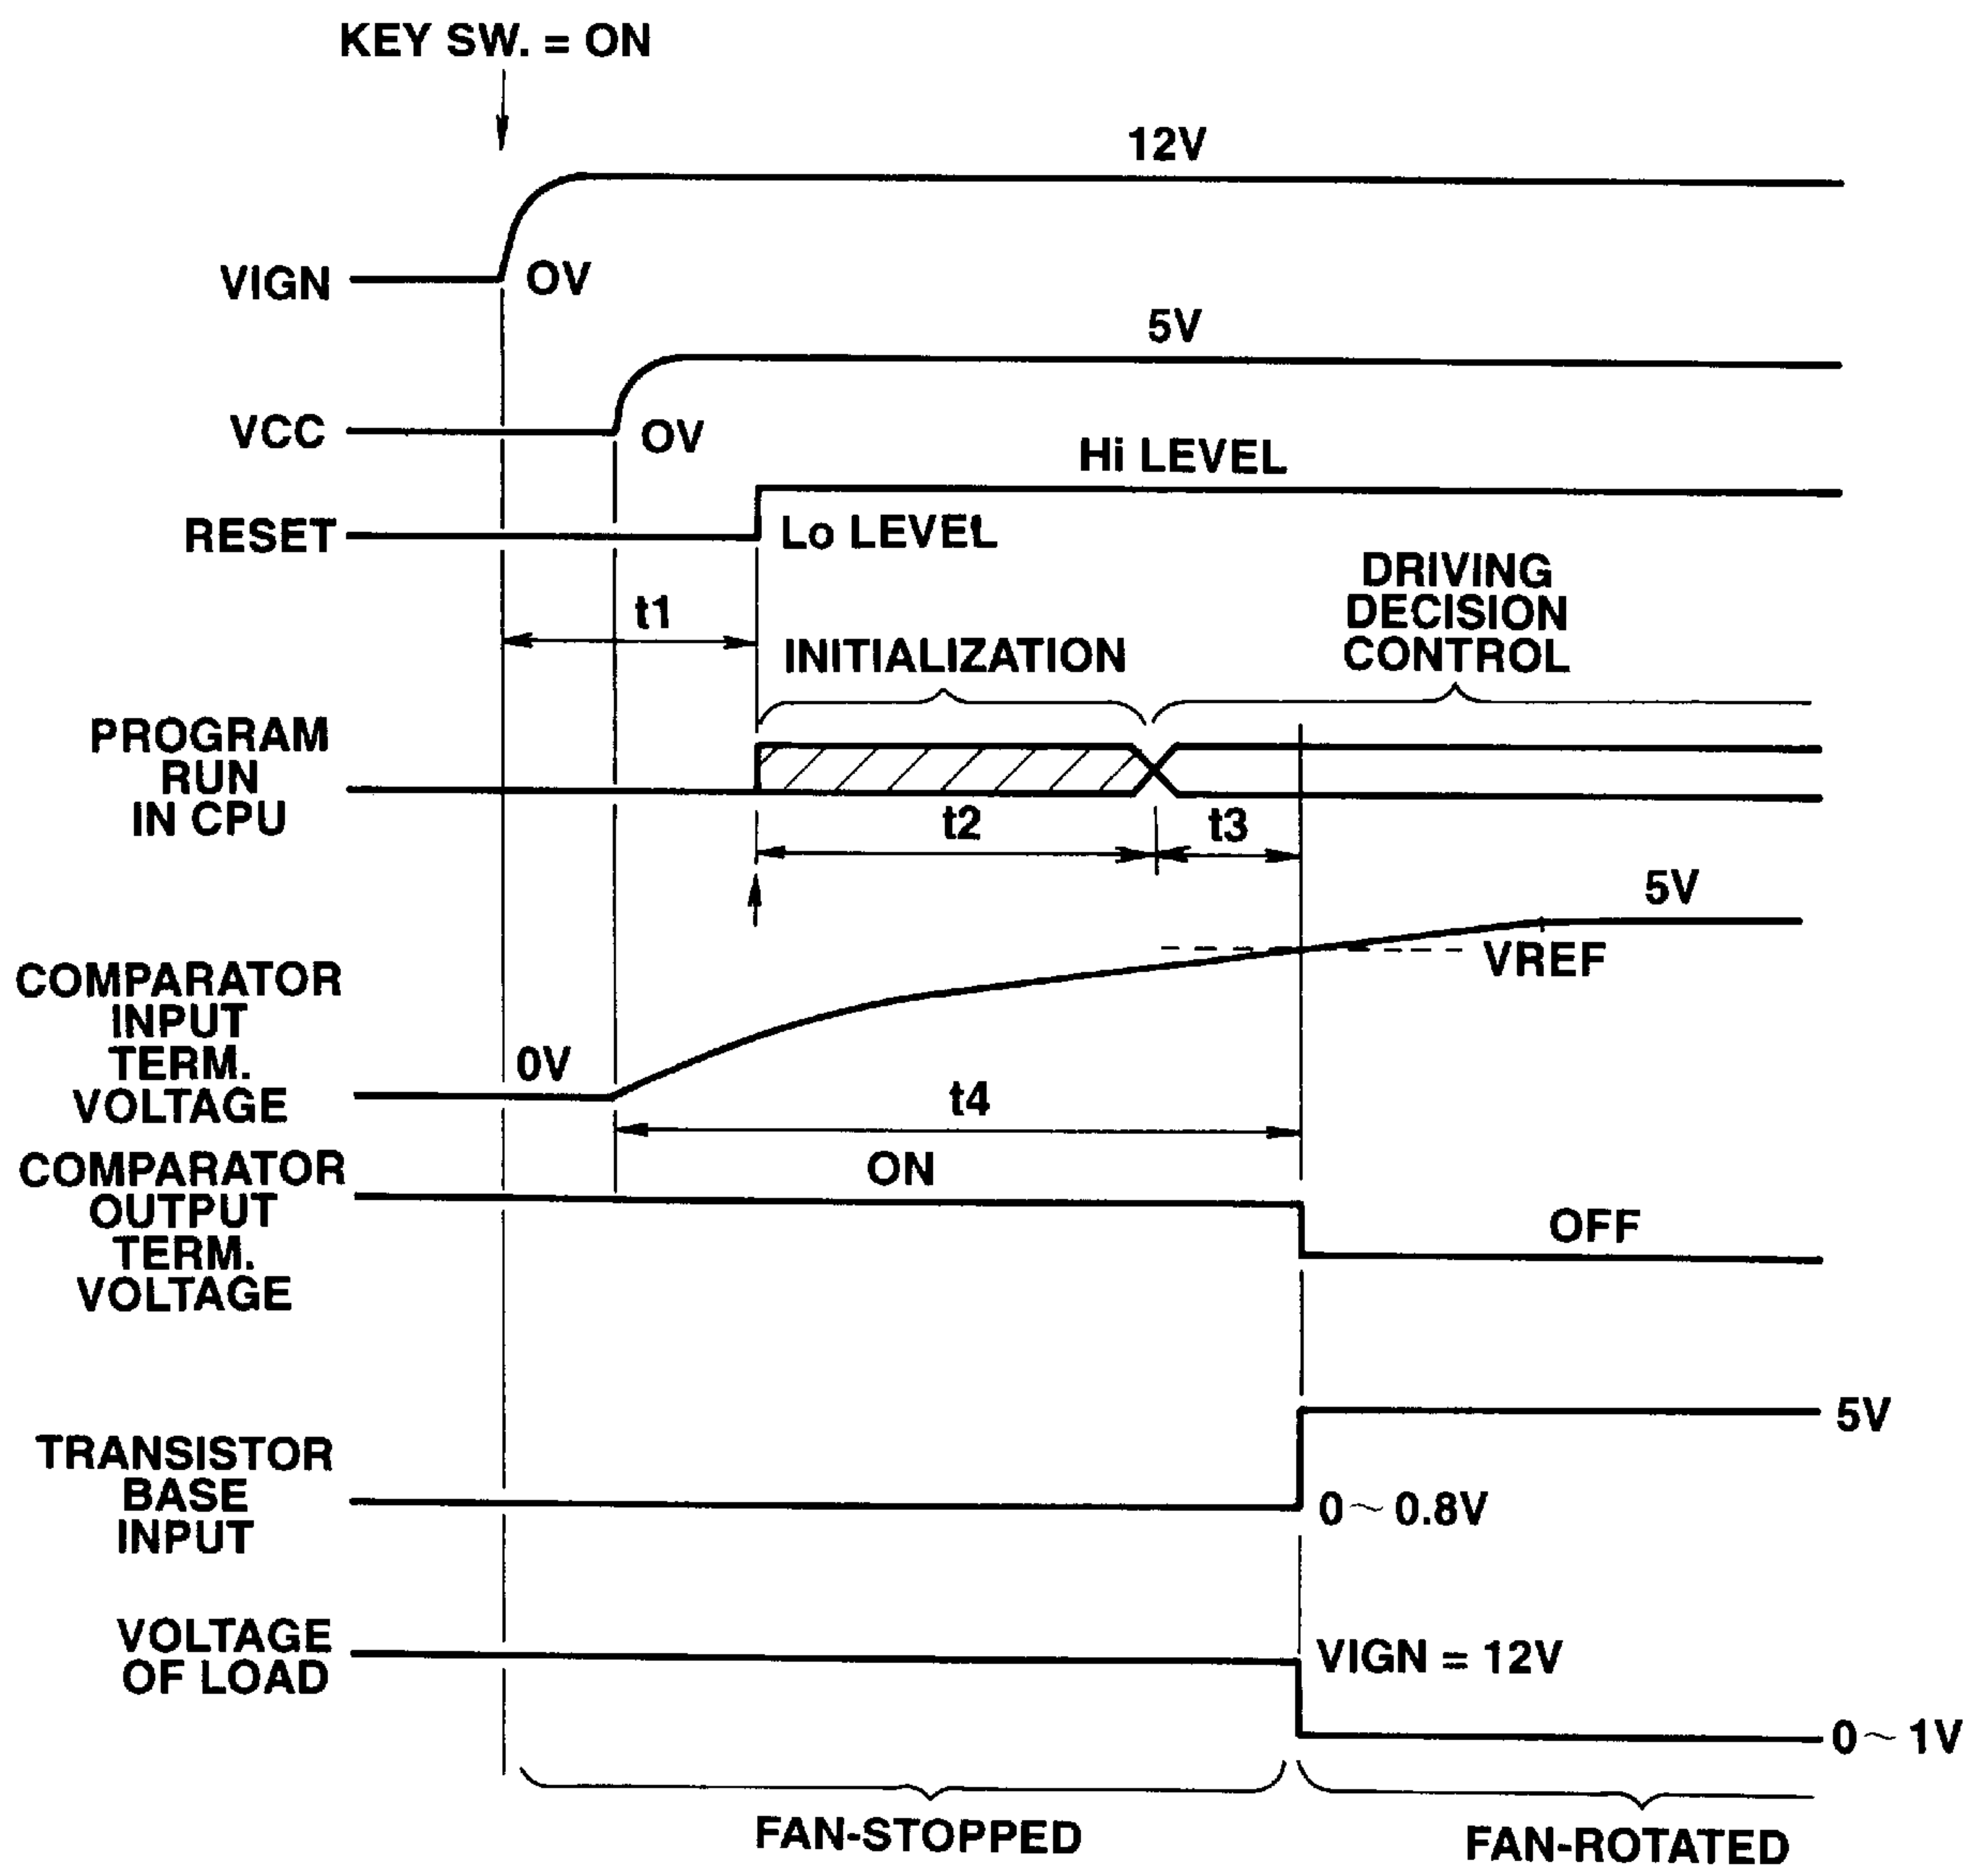 KEY SW. = ON
12V
VIGN
OV
5V
VCC
OV
Hi LEVEL
RESET
Lo LEVEL
DRIVING
DECISION
CONTROL
t1
INITIALIZATION
PROGRAM
RUN
IN CPU
t2
t3
5V
VREF
COMPARATOR
INPUT
TERM.
VOLTAGE
0V
t4
COMPARATOR
OUTPUT
TERM.
VOLTAGE
ON
OFF
TRANSISTOR
BASE
INPUT
5V
0 ~ 0.8V
VOLTAGE
OF LOAD
VIGN = 12V
0 ~ 1V
FAN-STOPPED
FAN-ROTATED